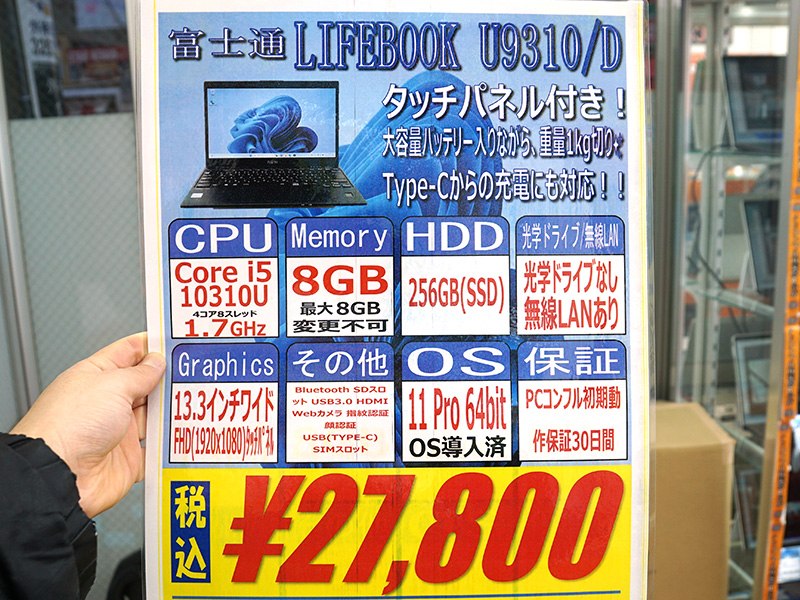 富士通 LIFEBOOK U9310/D
タッチパネル付き！
大容量バッテリー入りながら、重量1kg切り★
Type-Cからの充電にも対応！！
CPU
Core i5
10310U
4コア8スレッド
1.7GHz
Memory
8GB
最大8GB
変更不可
HDD
256GB(SSD)
光学ドライブ/無線LAN
光学ドライブなし
無線LANあり
Graphics
13.3インチワイド
FHD(1920x1080)タッチパネル
その他
Bluetooth SDスロ
ット USB3.0 HDMI
Webカメラ 指紋認証
顔認証
USB(TYPE-C)
SIMスロット
OS
11 Pro 64bit
OS導入済
保証
PCコンフル初期動
作保証30日間
税込
¥27,800